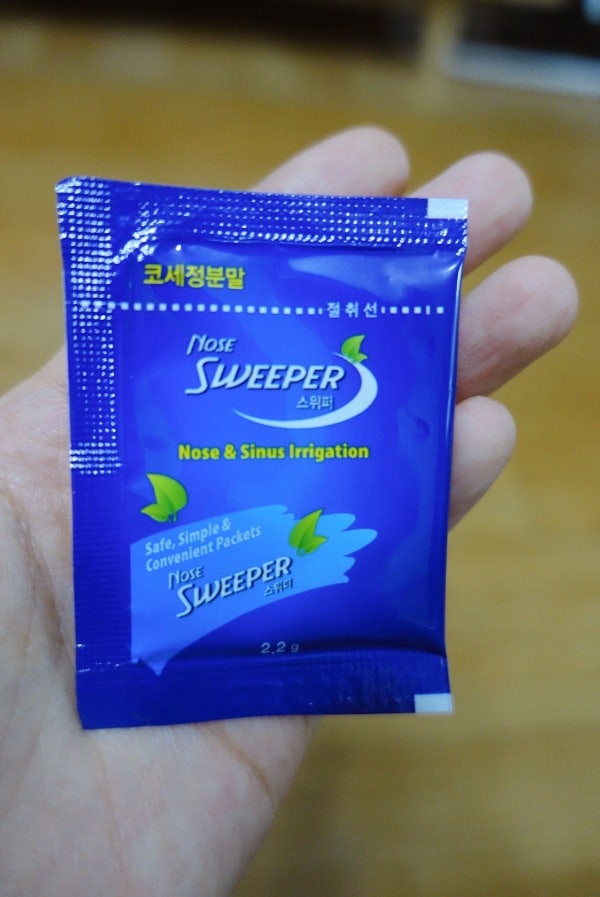 코세정분말
절취선
Nose
Sweeper
스위퍼
Nose & Sinus Irrigation
Safe, Simple &
Convenient Packets
Nose
Sweeper
스위퍼
2.2 g